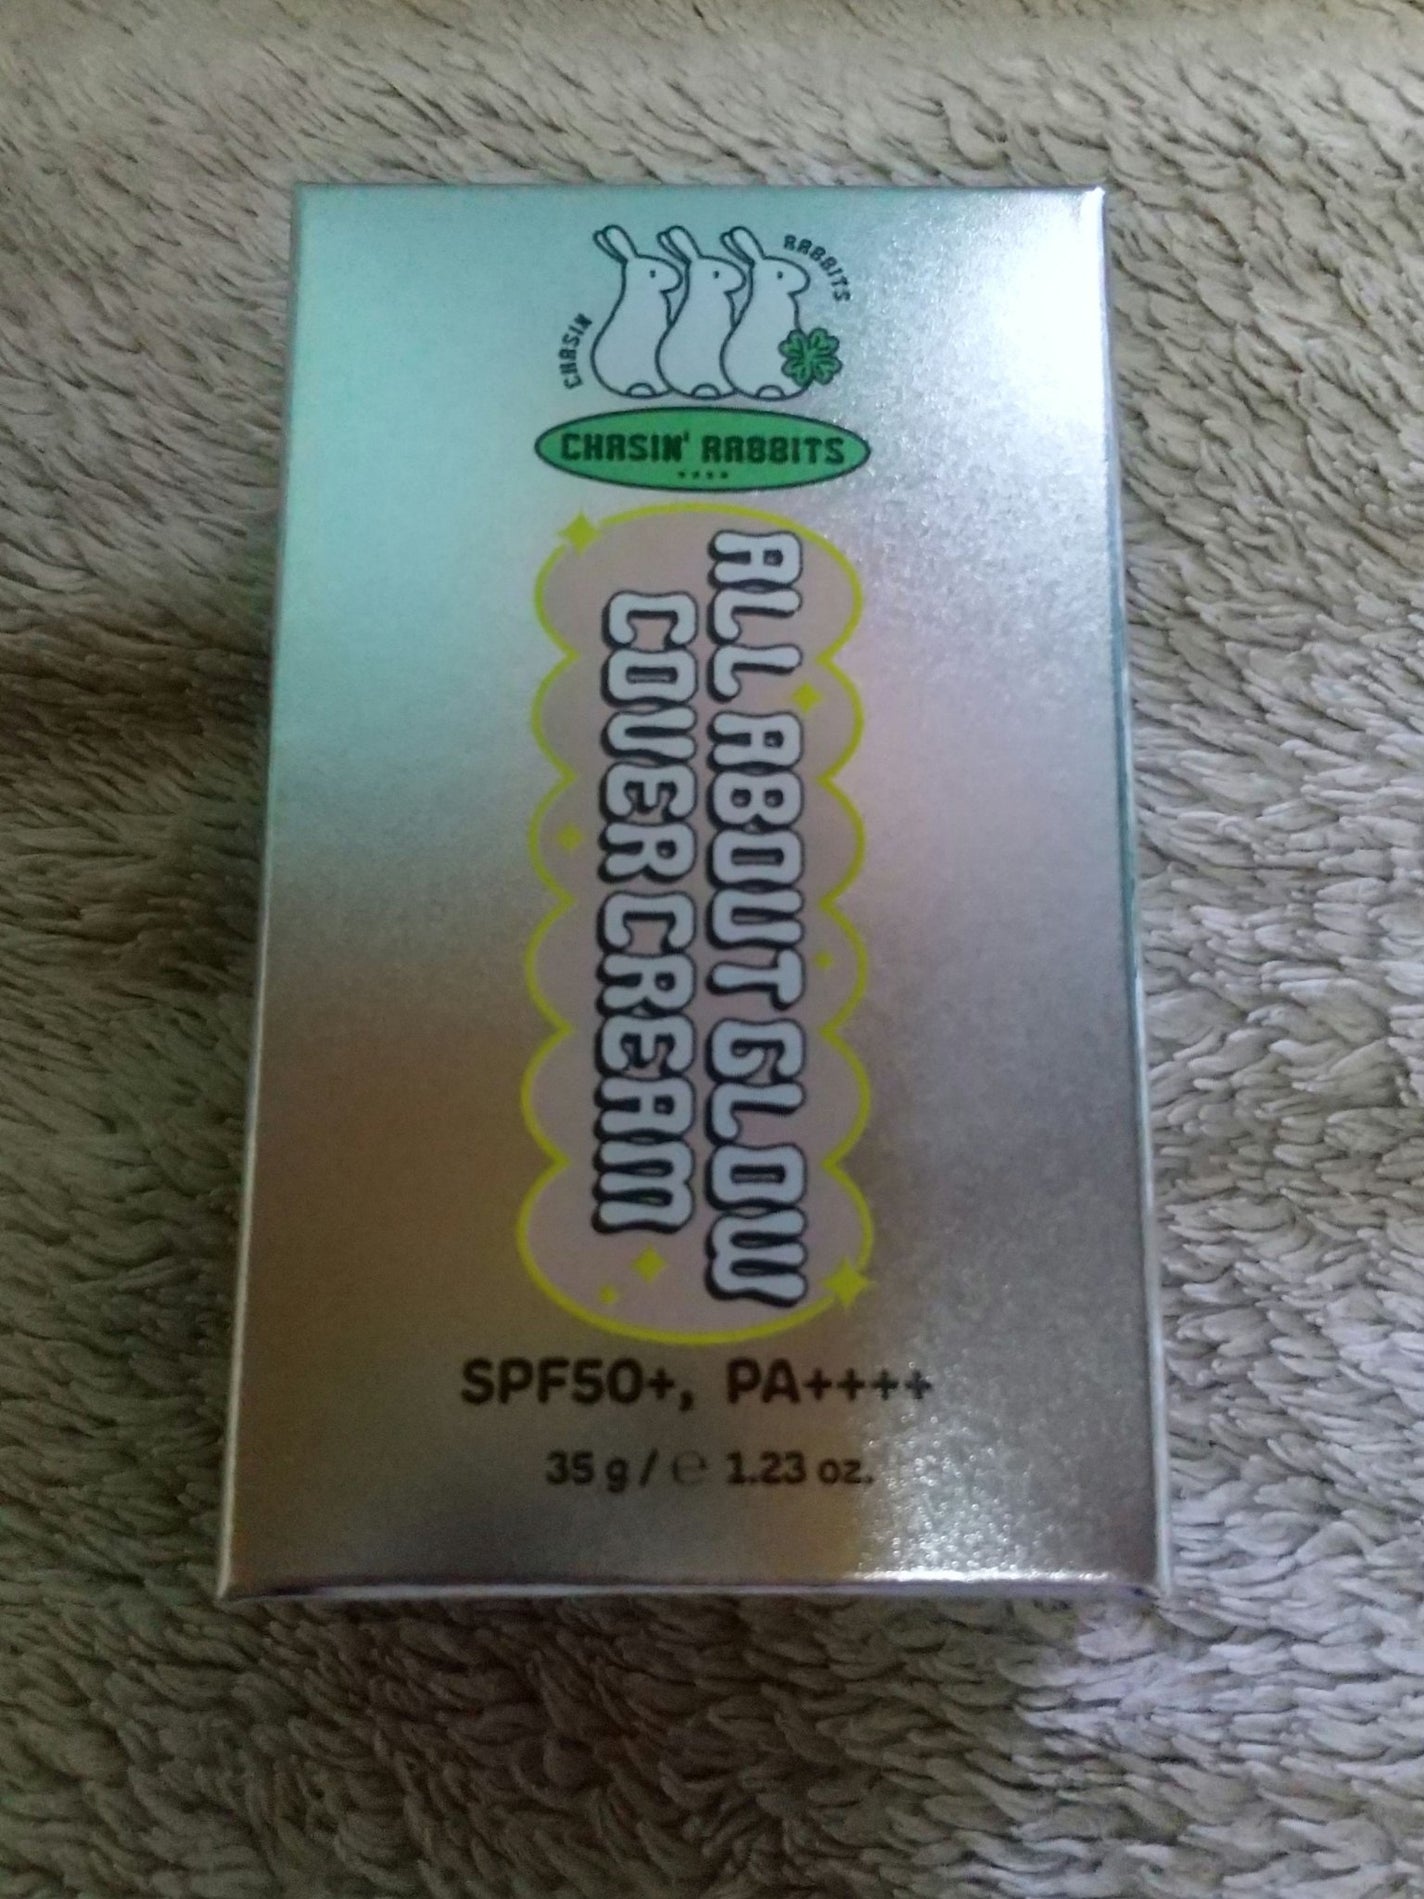 CHASIN
RABBITS
CHASIN' RABBITS
ALL ABOUT GLOW
COVER CREAM
SPF50+, PA++++
35 g / ℮ 1.23 oz.